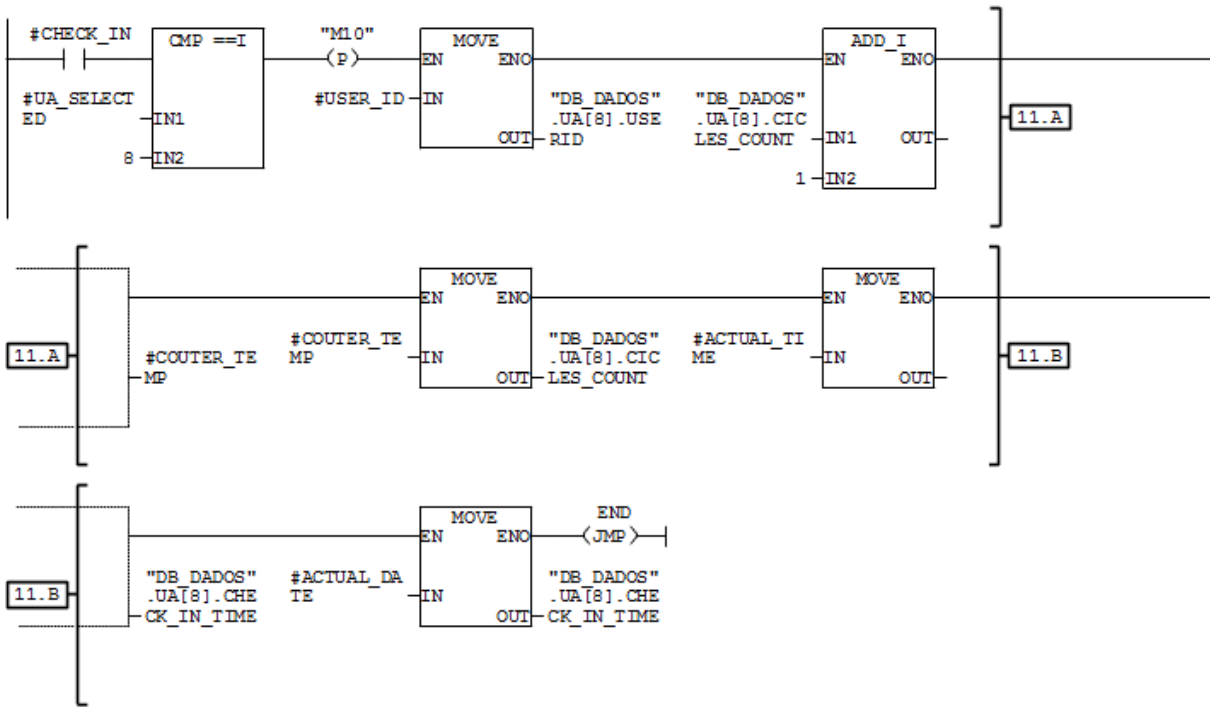 #CHECK_IN
CMP ==I
"M10"
(P)
MOVE
EN ENO
ADD_I
EN ENO
#UA_SELECT
ED
IN1
8
IN2
#USER_ID
IN
OUT
"DB_DADOS"
.UA[8].USE
RID
"DB_DADOS"
.UA[8].CIC
LES_COUNT
IN1
OUT
1
IN2
11.A
11.A
#COUTER_TE
MP
#COUTER_TE
MP
MOVE
EN ENO
IN
OUT
"DB_DADOS"
.UA[8].CIC
LES_COUNT
#ACTUAL_TI
ME
MOVE
EN ENO
IN
OUT
11.B
11.B
"DB_DADOS"
.UA[8].CHE
CK_IN_TIME
#ACTUAL_DA
TE
MOVE
EN ENO
IN
OUT
END
(JMP)
"DB_DADOS"
.UA[8].CHE
CK_IN_TIME